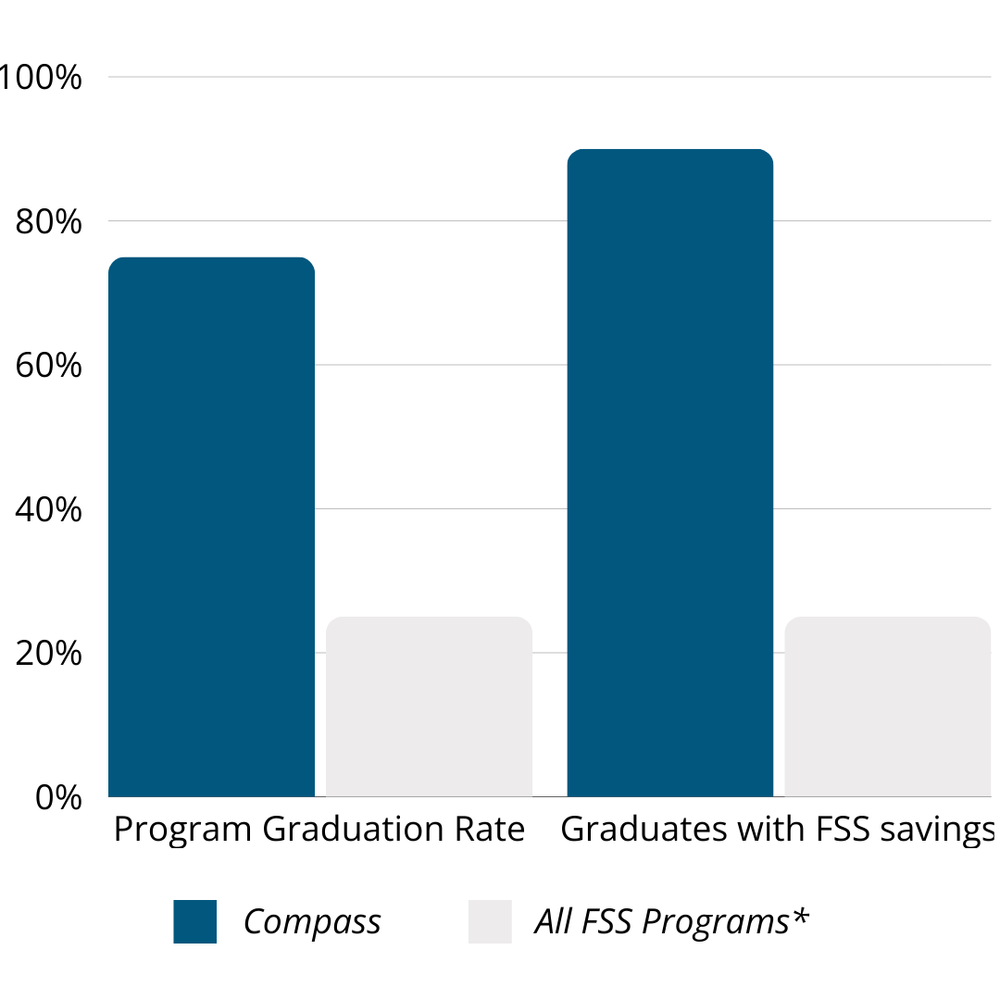 100%
80%
60%
40%
20%
0%
Program Graduation Rate
Graduates with FSS savings
Compass
All FSS Programs*